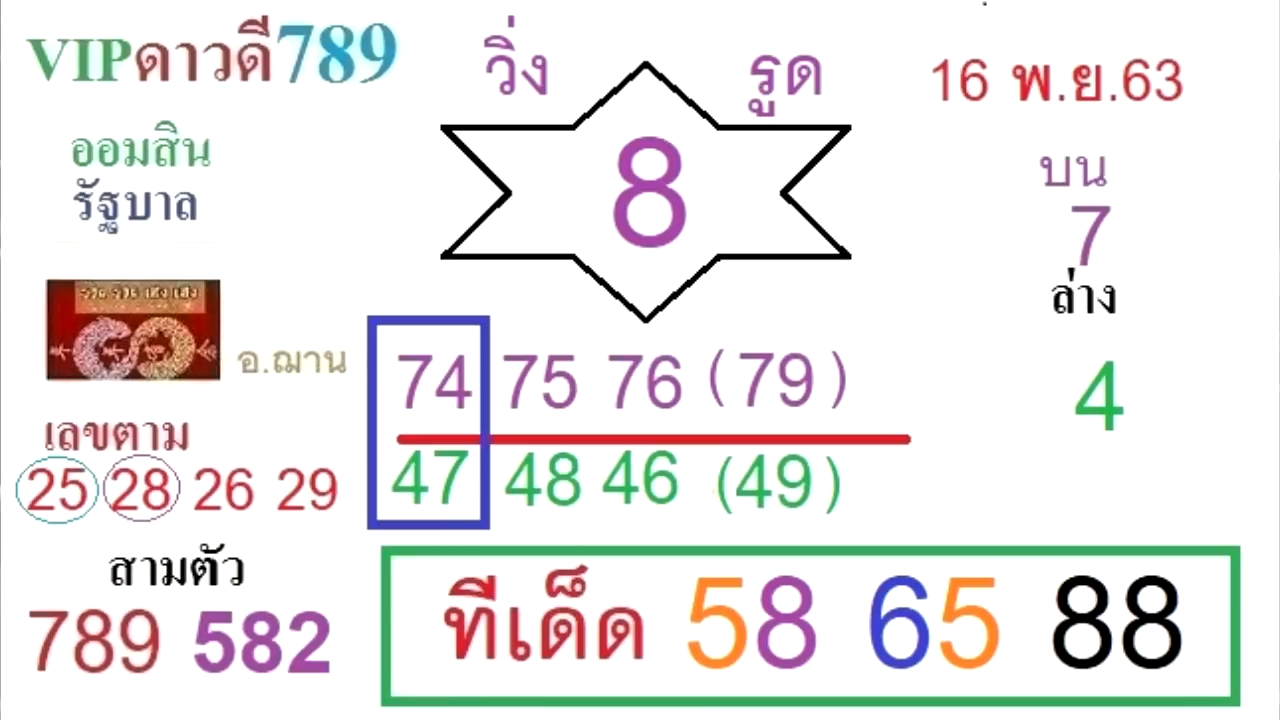 VIPดาวดี789
วิ่ง รูด
16 พ.ย.63
ออมสิน
รัฐบาล
8
บน
7
ล่าง
4
อ.ฌาน
74 75 76 (79)
47 48 46 (49)
เลขตาม
25 28 26 29
สามตัว
789 582
ทีเด็ด 58 65 88